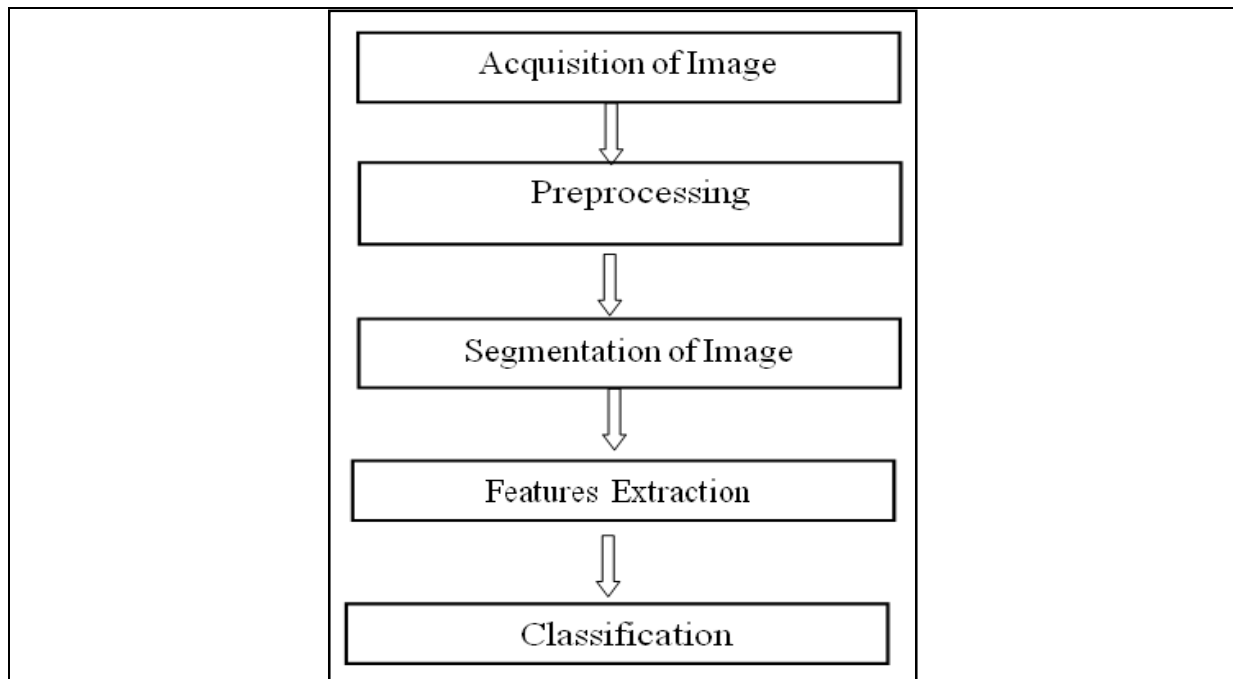 Acquisition of Image
Preprocessing
Segmentation of Image
Features Extraction
Classification